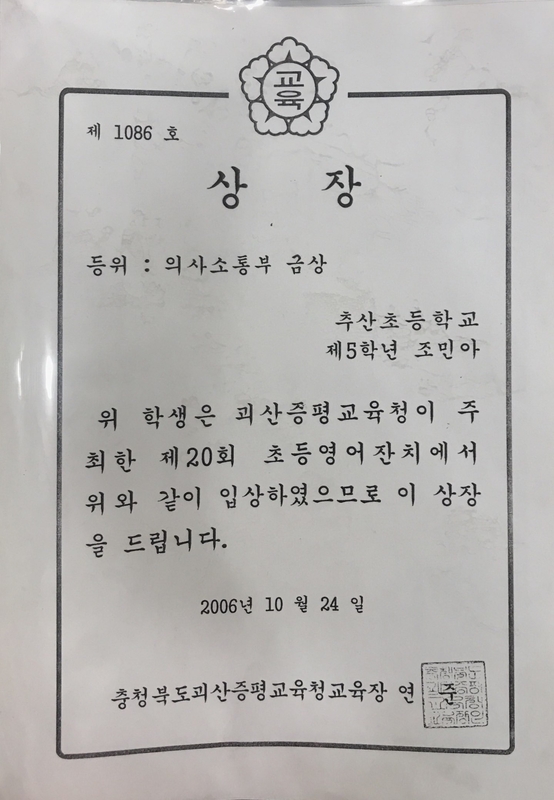 교육
제 1086 호
상 장
등위 : 의사소통부 금상
추산초등학교
제5학년 조민아
위 학생은 괴산증평교육청이 주
최한 제20회 초등영어잔치에서
위와 같이 입상하였으므로 이 상장
을 드립니다.
2006년 10 월 24 일
충청북도괴산증평교육청교육장 연 준